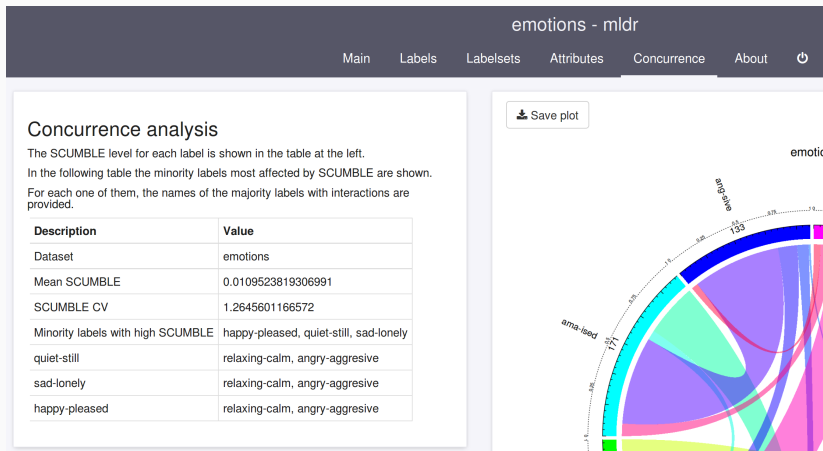 emotions - mldr
Main Labels Labelsets Attributes Concurrence About
Concurrence analysis
The SCUMBLE level for each label is shown in the table at the left.
In the following table the minority labels most affected by SCUMBLE are shown.
For each one of them, the names of the majority labels with interactions are
provided.
Description Value
Dataset emotions
Mean SCUMBLE 0.0109523819306991
SCUMBLE CV 1.2645601166572
Minority labels with high SCUMBLE happy-pleased, quiet-still, sad-lonely
quiet-still relaxing-calm, angry-aggresive
sad-lonely relaxing-calm, angry-aggresive
happy-pleased relaxing-calm, angry-aggresive
Save plot
emotio
ang-sive
133
ama-ised
171